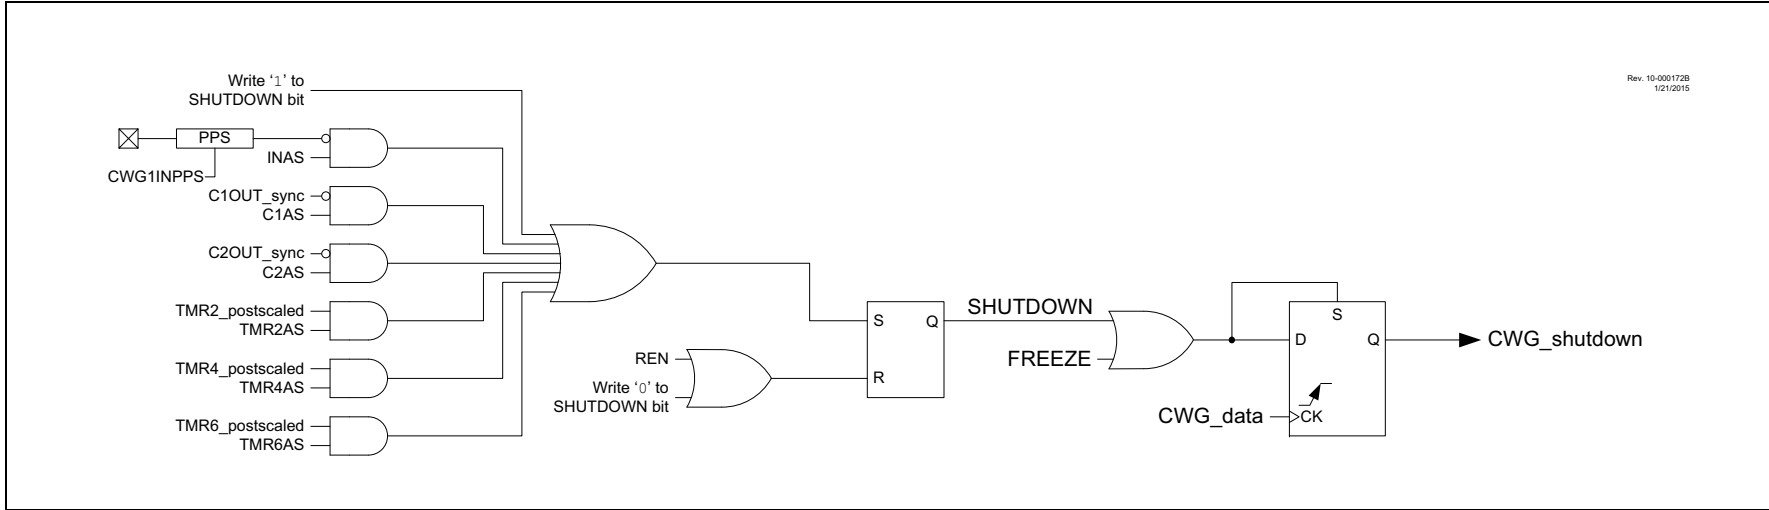 Write ‘1’ to
SHUTDOWN bit
Rev. 10-000172B
1/21/2015
PPS
INAS
CWG1INPPS
C1OUT_sync
C1AS
C2OUT_sync
C2AS
TMR2_postscaled
TMR2AS
TMR4_postscaled
TMR4AS
TMR6_postscaled
TMR6AS
REN
Write ‘0’ to
SHUTDOWN bit
S
Q
R
SHUTDOWN
FREEZE
S
D
Q
CK
CWG_data
CWG_shutdown